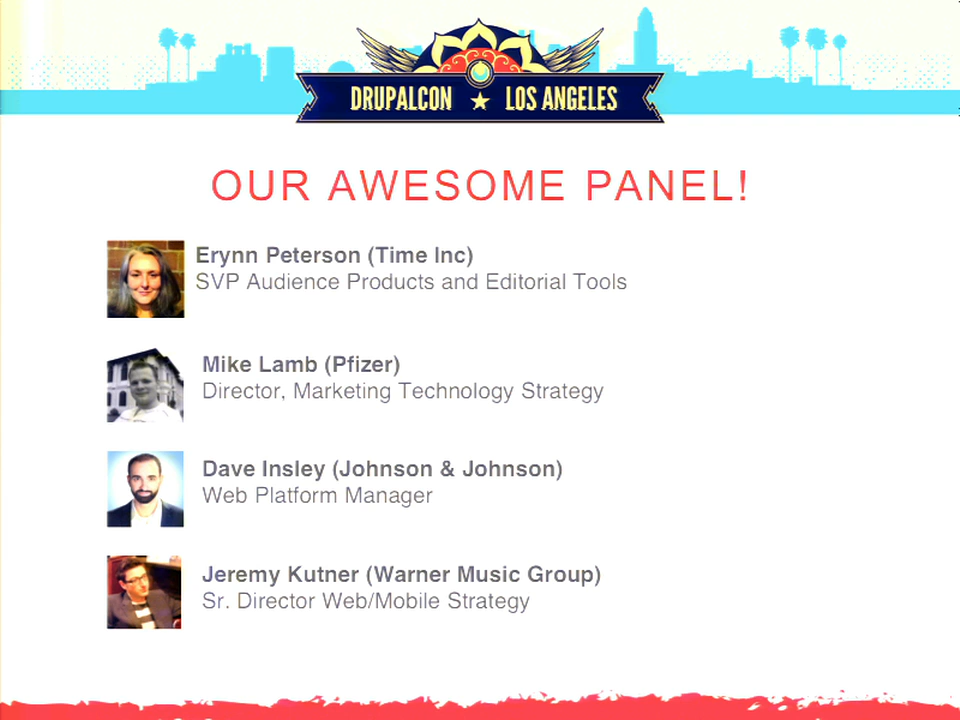 DRUPALCON ★ LOS ANGELES
OUR AWESOME PANEL!
Erynn Peterson (Time Inc)
SVP Audience Products and Editorial Tools
Mike Lamb (Pfizer)
Director, Marketing Technology Strategy
Dave Insley (Johnson & Johnson)
Web Platform Manager
Jeremy Kutner (Warner Music Group)
Sr. Director Web/Mobile Strategy